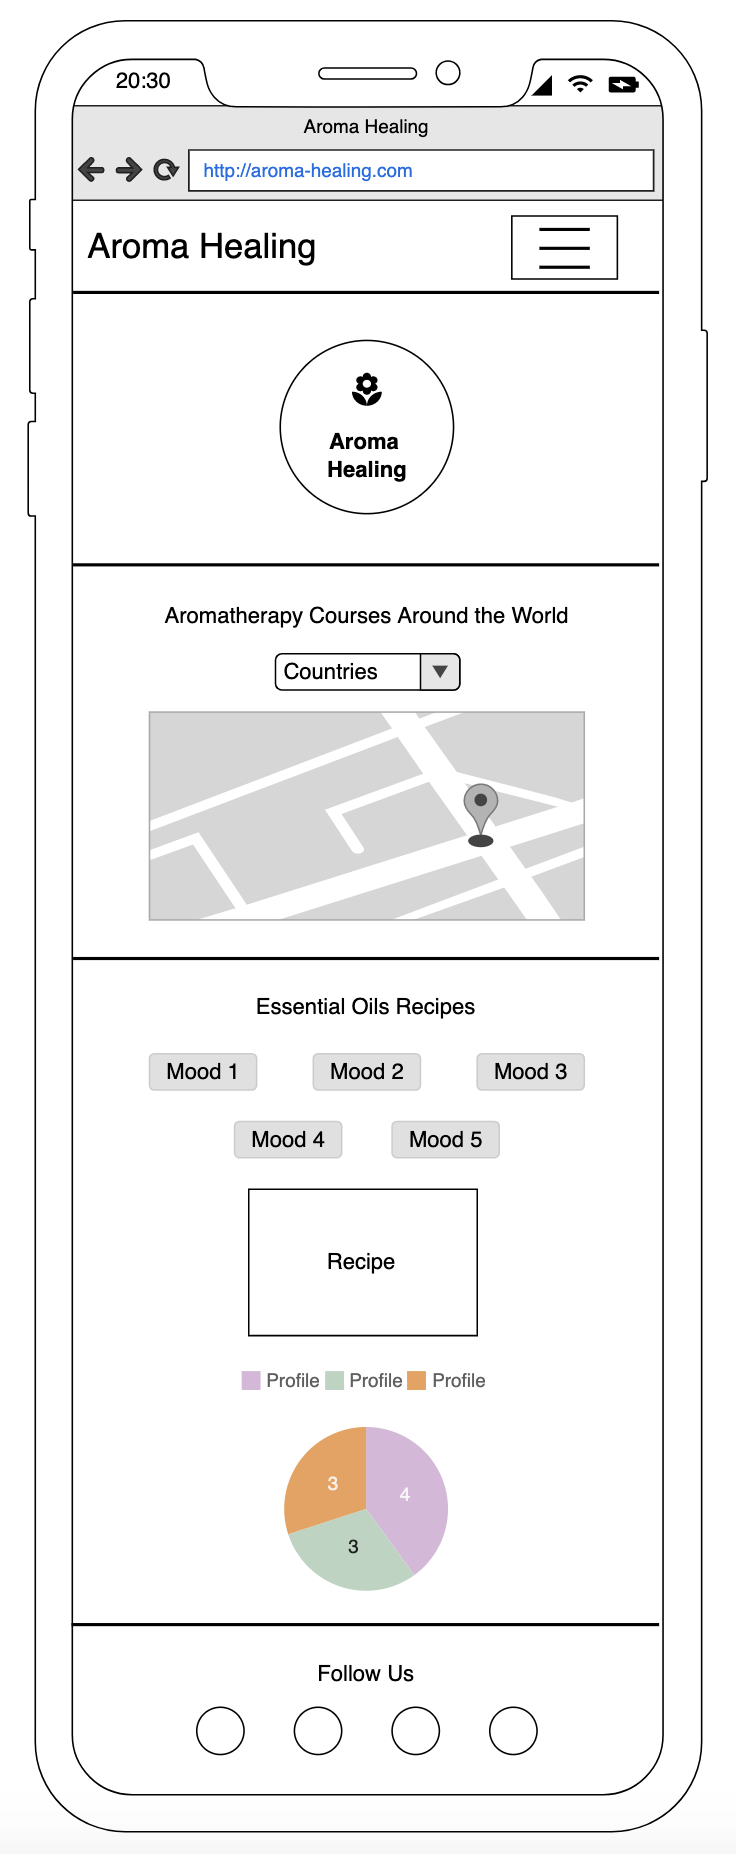 20:30
Aroma Healing
http://aroma-healing.com
Aroma Healing
Aroma
Healing
Aromatherapy Courses Around the World
Countries
Essential Oils Recipes
Mood 1 Mood 2 Mood 3
Mood 4 Mood 5
Recipe
Profile Profile Profile
3 4
3
Follow Us